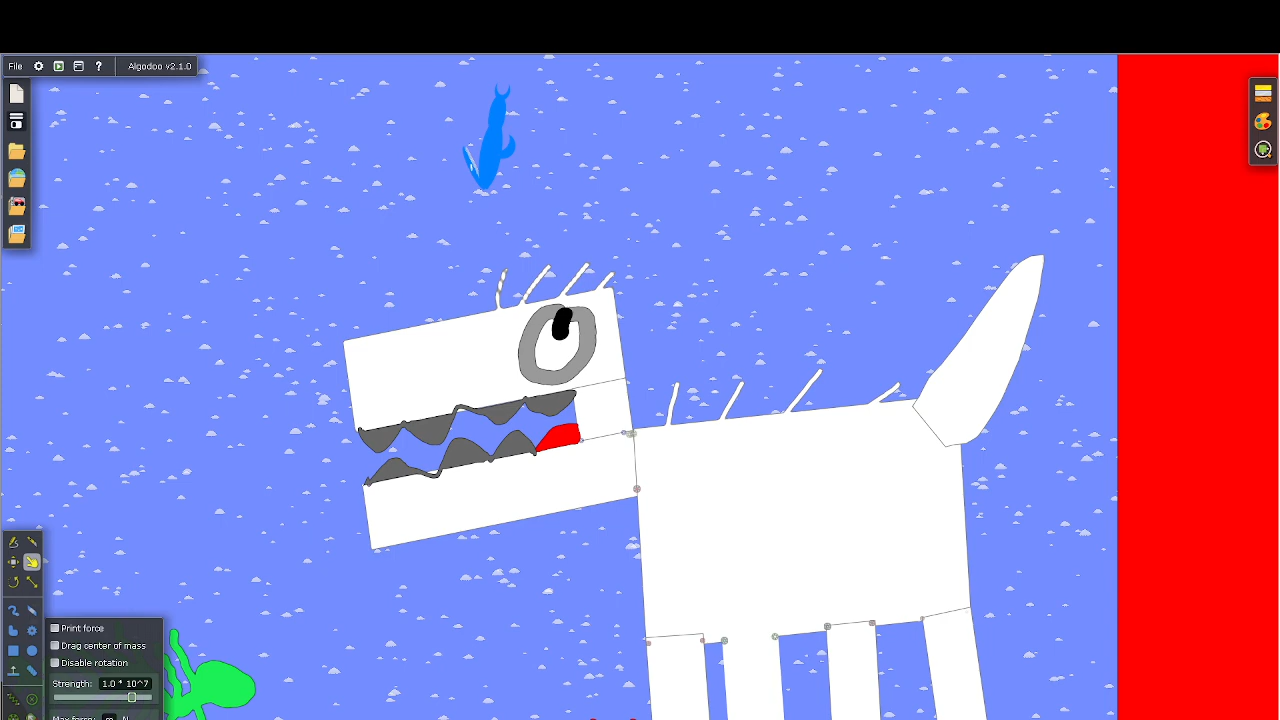 File ? Algodoo v2.1.0
Print force
Drag center of mass
Disable rotation
Strength: 1.0 * 10^7